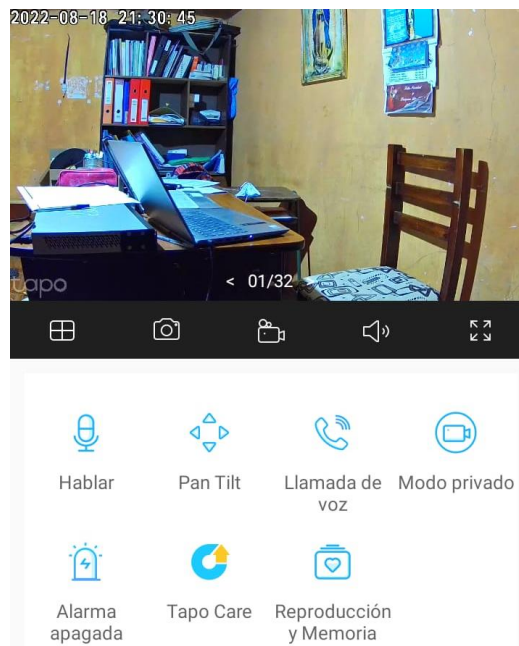 2022-08-18 21:30:45
tapo
< 01/32
Hablar
Pan Tilt
Llamada de
voz
Modo privado
Alarma
apagada
Tapo Care
Reproducción
y Memoria